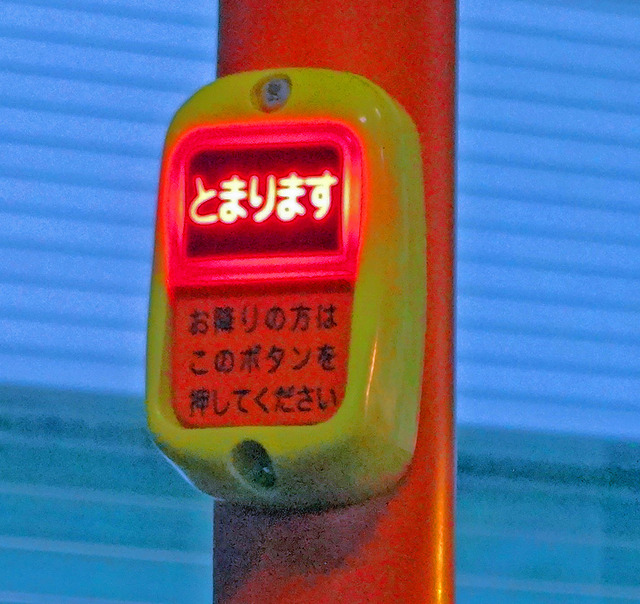 とまります
お降りの方は
このボタンを
押してください